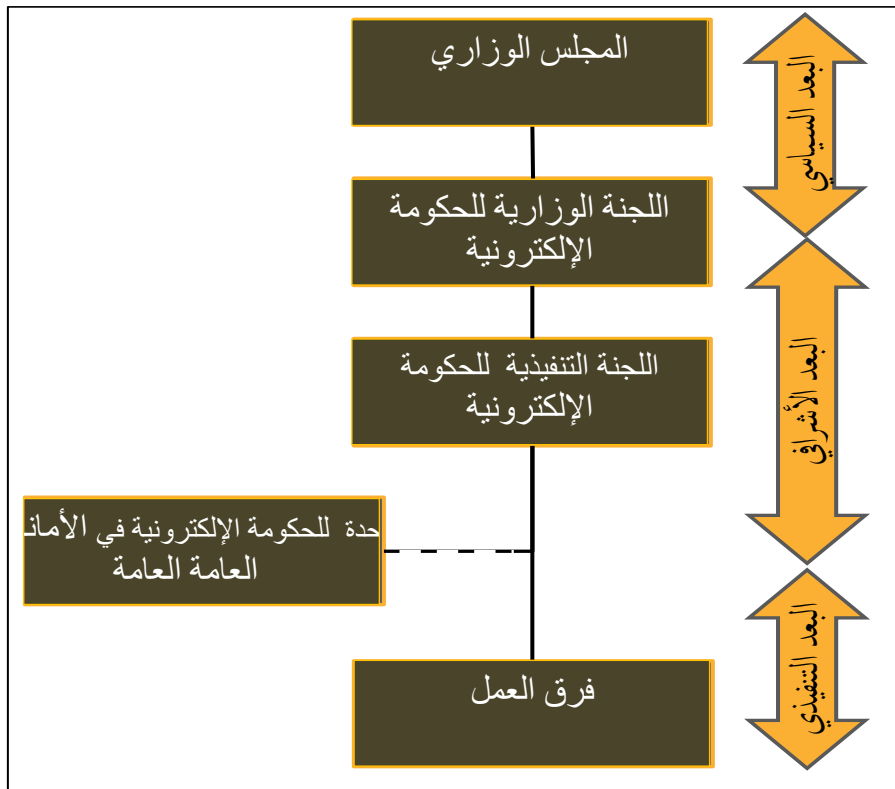 المجلس الوزاري
البعد السياسي
اللجنة الوزارية للحكومة
الإلكترونية
اللجنة التنفيذية للحكومة
الإلكترونية
البعد الأشرافي
حدة للحكومة الإلكترونية في الأمانـ
العامة العامة
البعد التنفيذي
فرق العمل